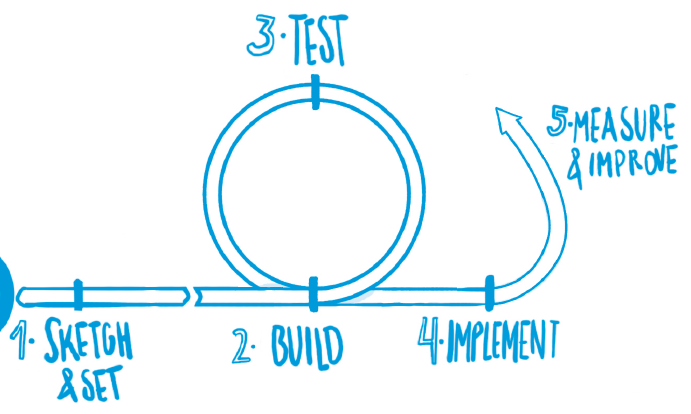 3. TEST
5. MEASURE
& IMPROVE
1. SKETCH
& SET
2. BUILD
4. IMPLEMENT